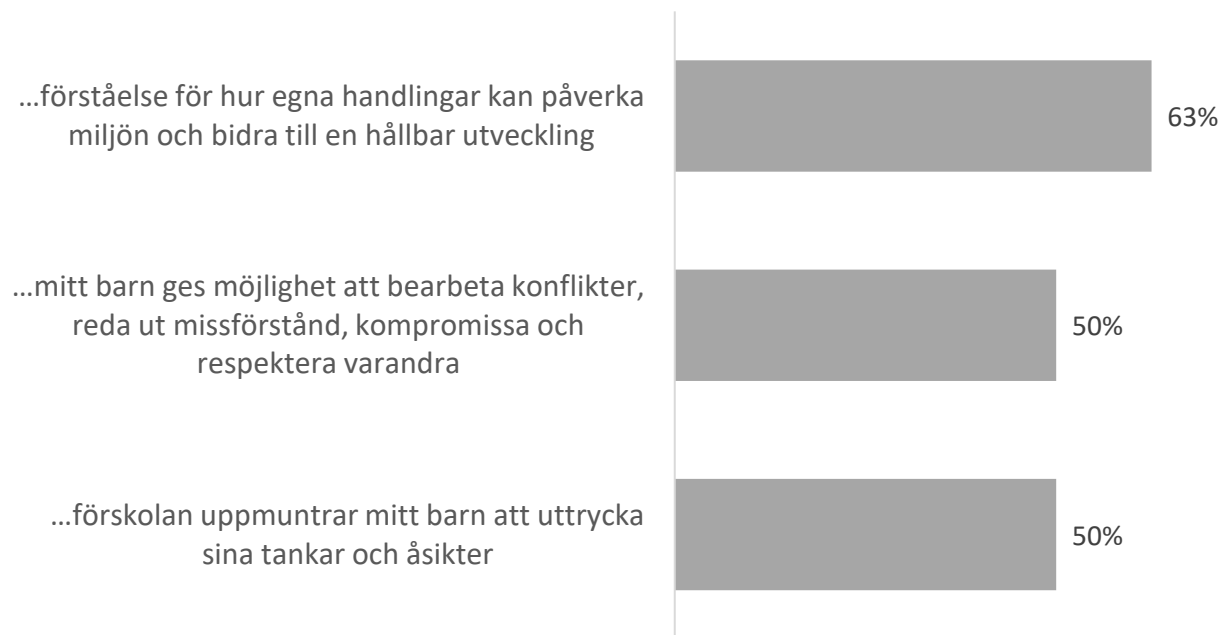 ...förståelse för hur egna handlingar kan påverka
miljön och bidra till en hållbar utveckling
63%
...mitt barn ges möjlighet att bearbeta konflikter,
reda ut missförstånd, kompromissa och
respektera varandra
50%
...förskolan uppmuntrar mitt barn att uttrycka
sina tankar och åsikter
50%